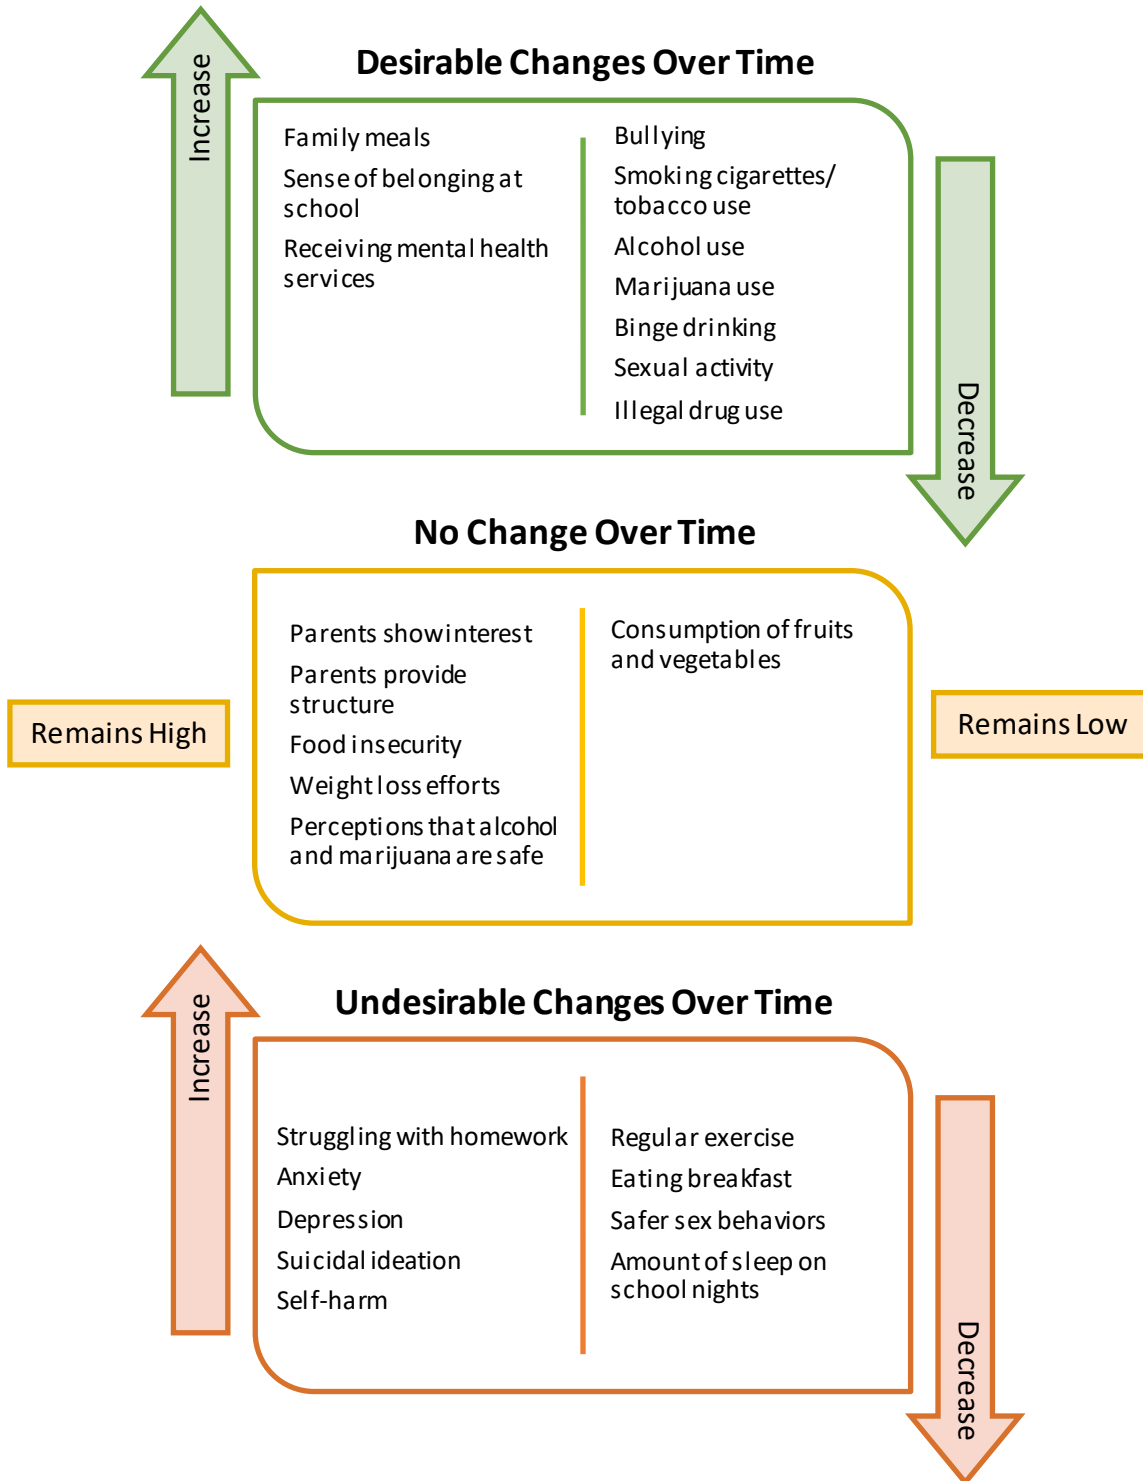 Desirable Changes Over Time
Increase
Family meals
Sense of belonging at
school
Receiving mental health
services
Bullying
Smoking cigarettes/
tobacco use
Alcohol use
Marijuana use
Binge drinking
Sexual activity
Illegal drug use
Decrease
No Change Over Time
Remains High
Parents show interest
Parents provide
structure
Food insecurity
Weight loss efforts
Perceptions that alcohol
and marijuana are safe
Consumption of fruits
and vegetables
Remains Low
Undesirable Changes Over Time
Increase
Struggling with homework
Anxiety
Depression
Suicidal ideation
Self-harm
Regular exercise
Eating breakfast
Safer sex behaviors
Amount of sleep on
school nights
Decrease